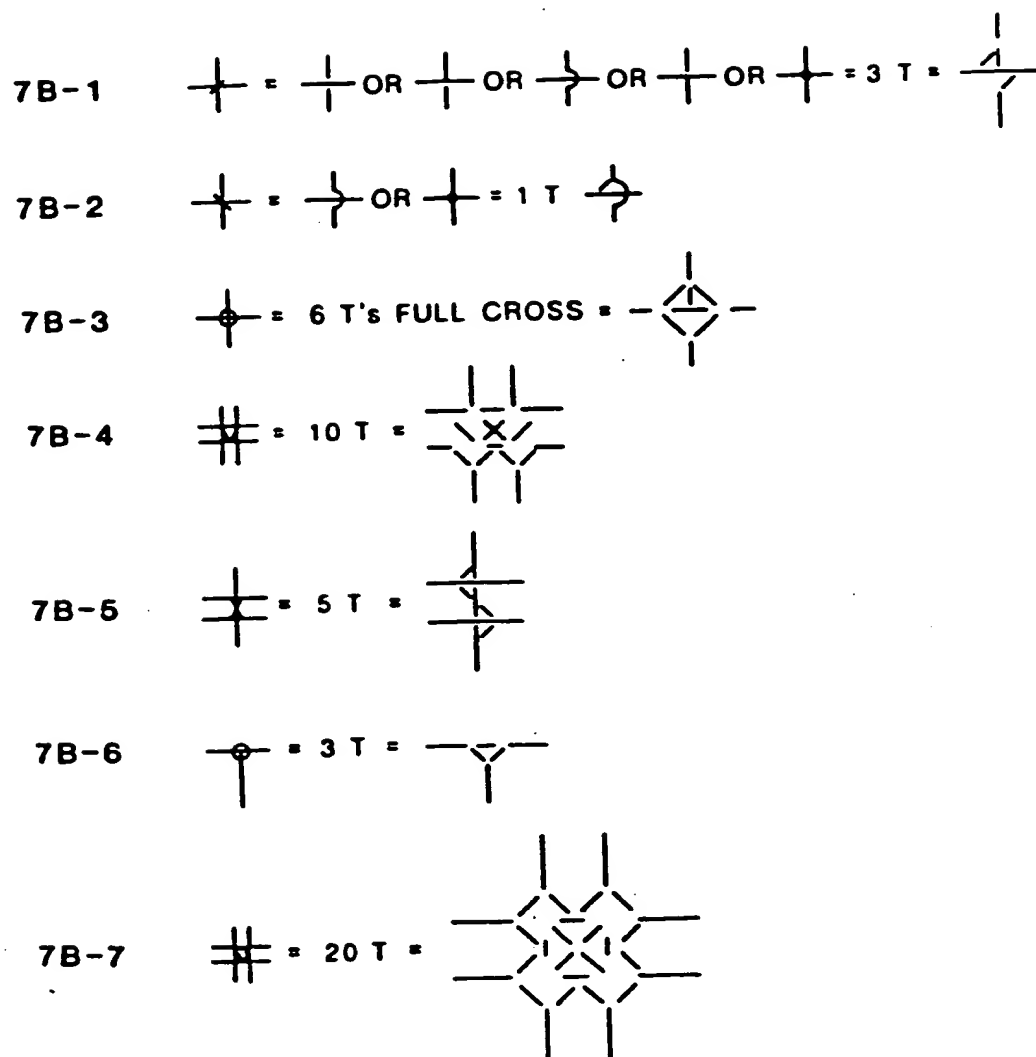 7B-1 = OR OR OR OR = 3 T =
7B-2 = OR = 1 T
7B-3 = 6 T's FULL CROSS =
7B-4 = 10 T =
7B-5 = 5 T =
7B-6 = 3 T =
7B-7 = 20 T =